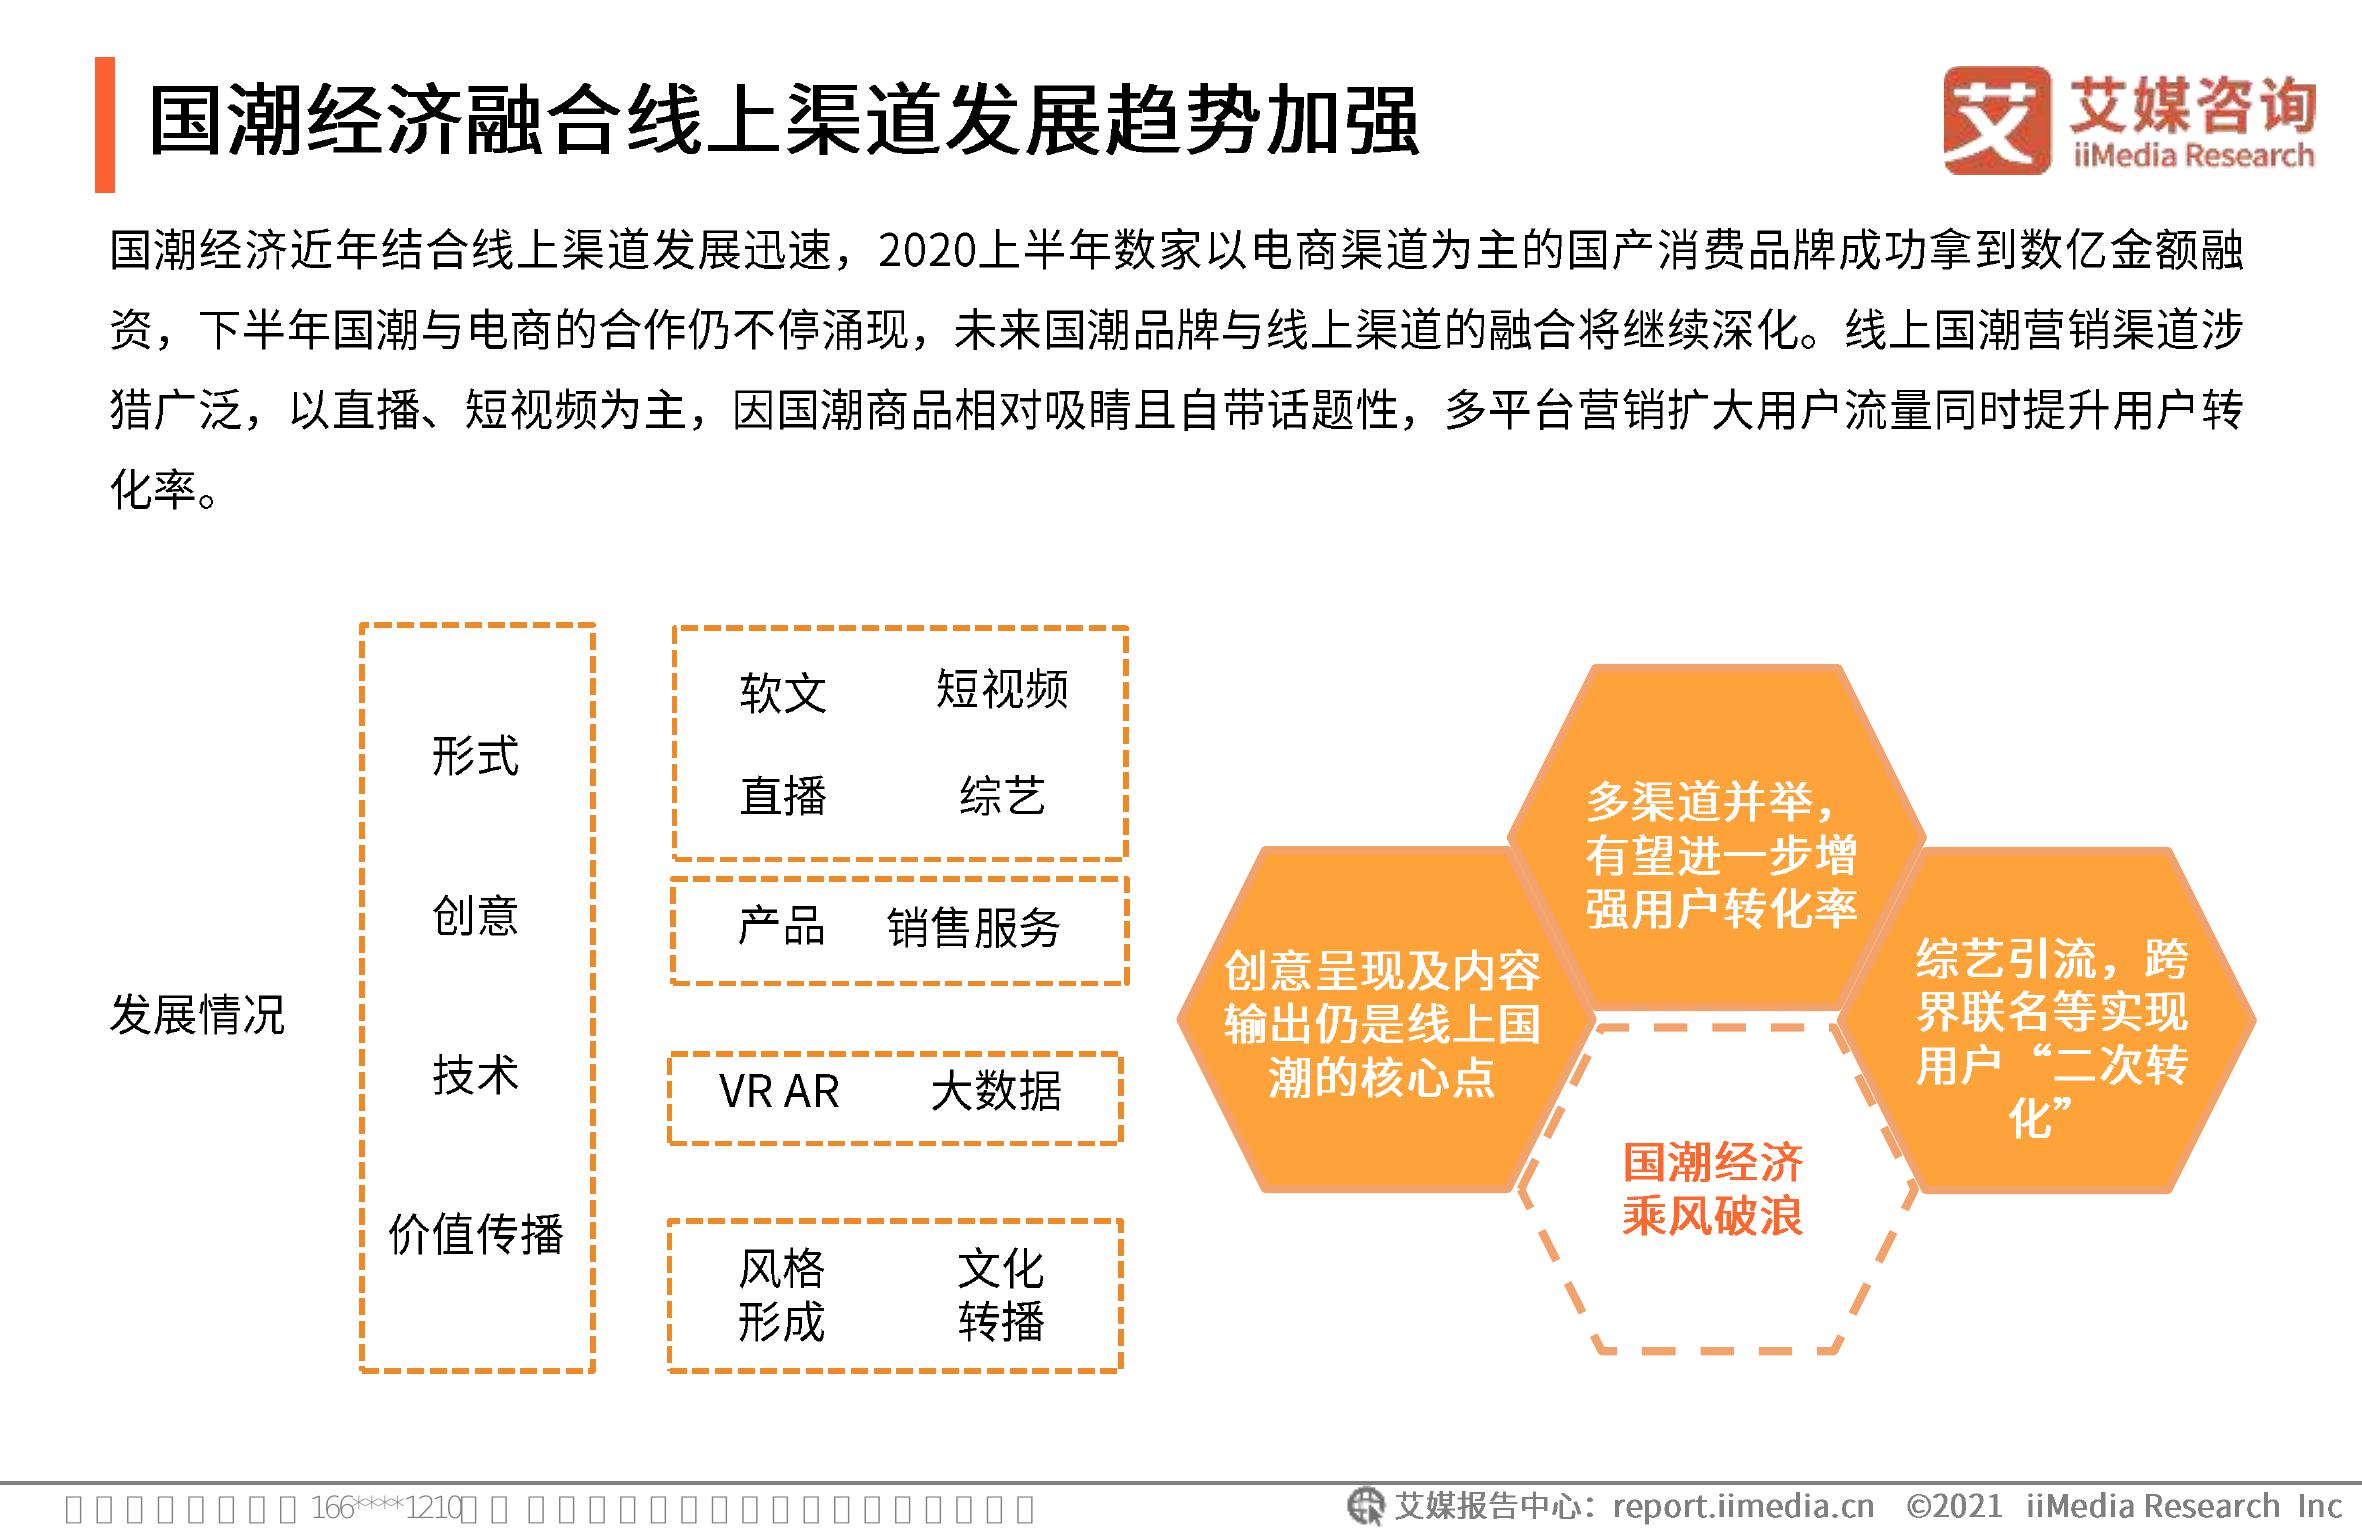 国潮经济融合线上渠道发展趋势加强
艾
艾媒咨询
iiMedia Research
国潮经济近年结合线上渠道发展迅速，2020上半年数家以电商渠道为主的国产消费品牌成功拿到数亿金额融
资，下半年国潮与电商的合作仍不停涌现，未来国潮品牌与线上渠道的融合将继续深化。线上国潮营销渠道涉
猎广泛，以直播、短视频为主，因国潮商品相对吸睛且自带话题性，多平台营销扩大用户流量同时提升用户转
化率。
发展情况
形式
创意
技术
价值传播
软文 短视频
直播 综艺
产品 销售服务
VR AR 大数据
风格 文化
形成 转播
创意呈现及内容
输出仍是线上国
潮的核心点
多渠道并举，
有望进一步增
强用户转化率
综艺引流，跨
界联名等实现
用户“二次转
化”
国潮经济
乘风破浪
166****1210
艾媒报告中心：report.iimedia.cn ©2021 iiMedia Research Inc